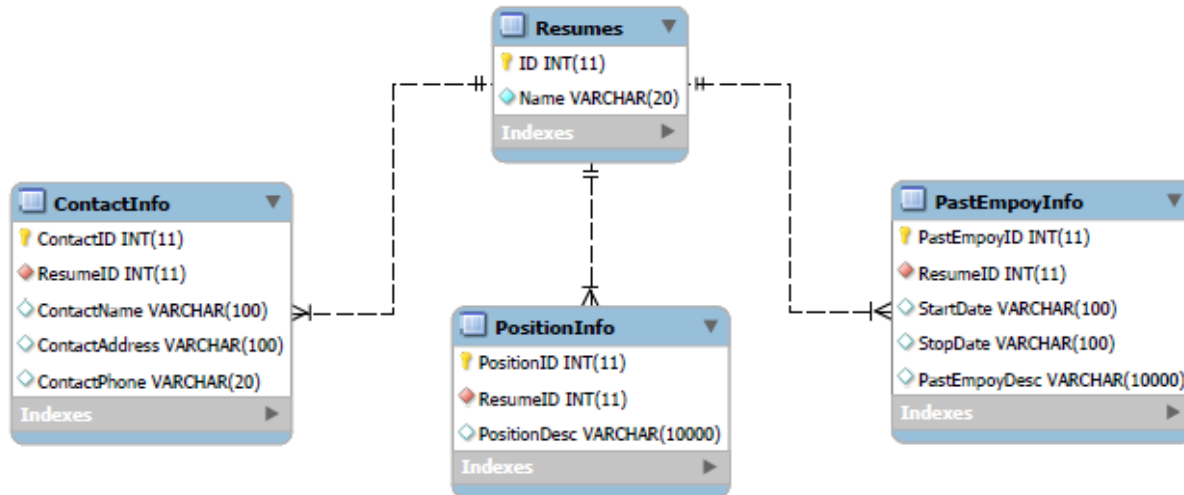 Resumes
ID INT(11)
Name VARCHAR(20)
Indexes
ContactInfo
ContactID INT(11)
ResumeID INT(11)
ContactName VARCHAR(100)
ContactAddress VARCHAR(100)
ContactPhone VARCHAR(20)
Indexes
PositionInfo
PositionID INT(11)
ResumeID INT(11)
PositionDesc VARCHAR(10000)
Indexes
PastEmpoyInfo
PastEmpoyID INT(11)
ResumeID INT(11)
StartDate VARCHAR(100)
StopDate VARCHAR(100)
PastEmpoyDesc VARCHAR(10000)
Indexes